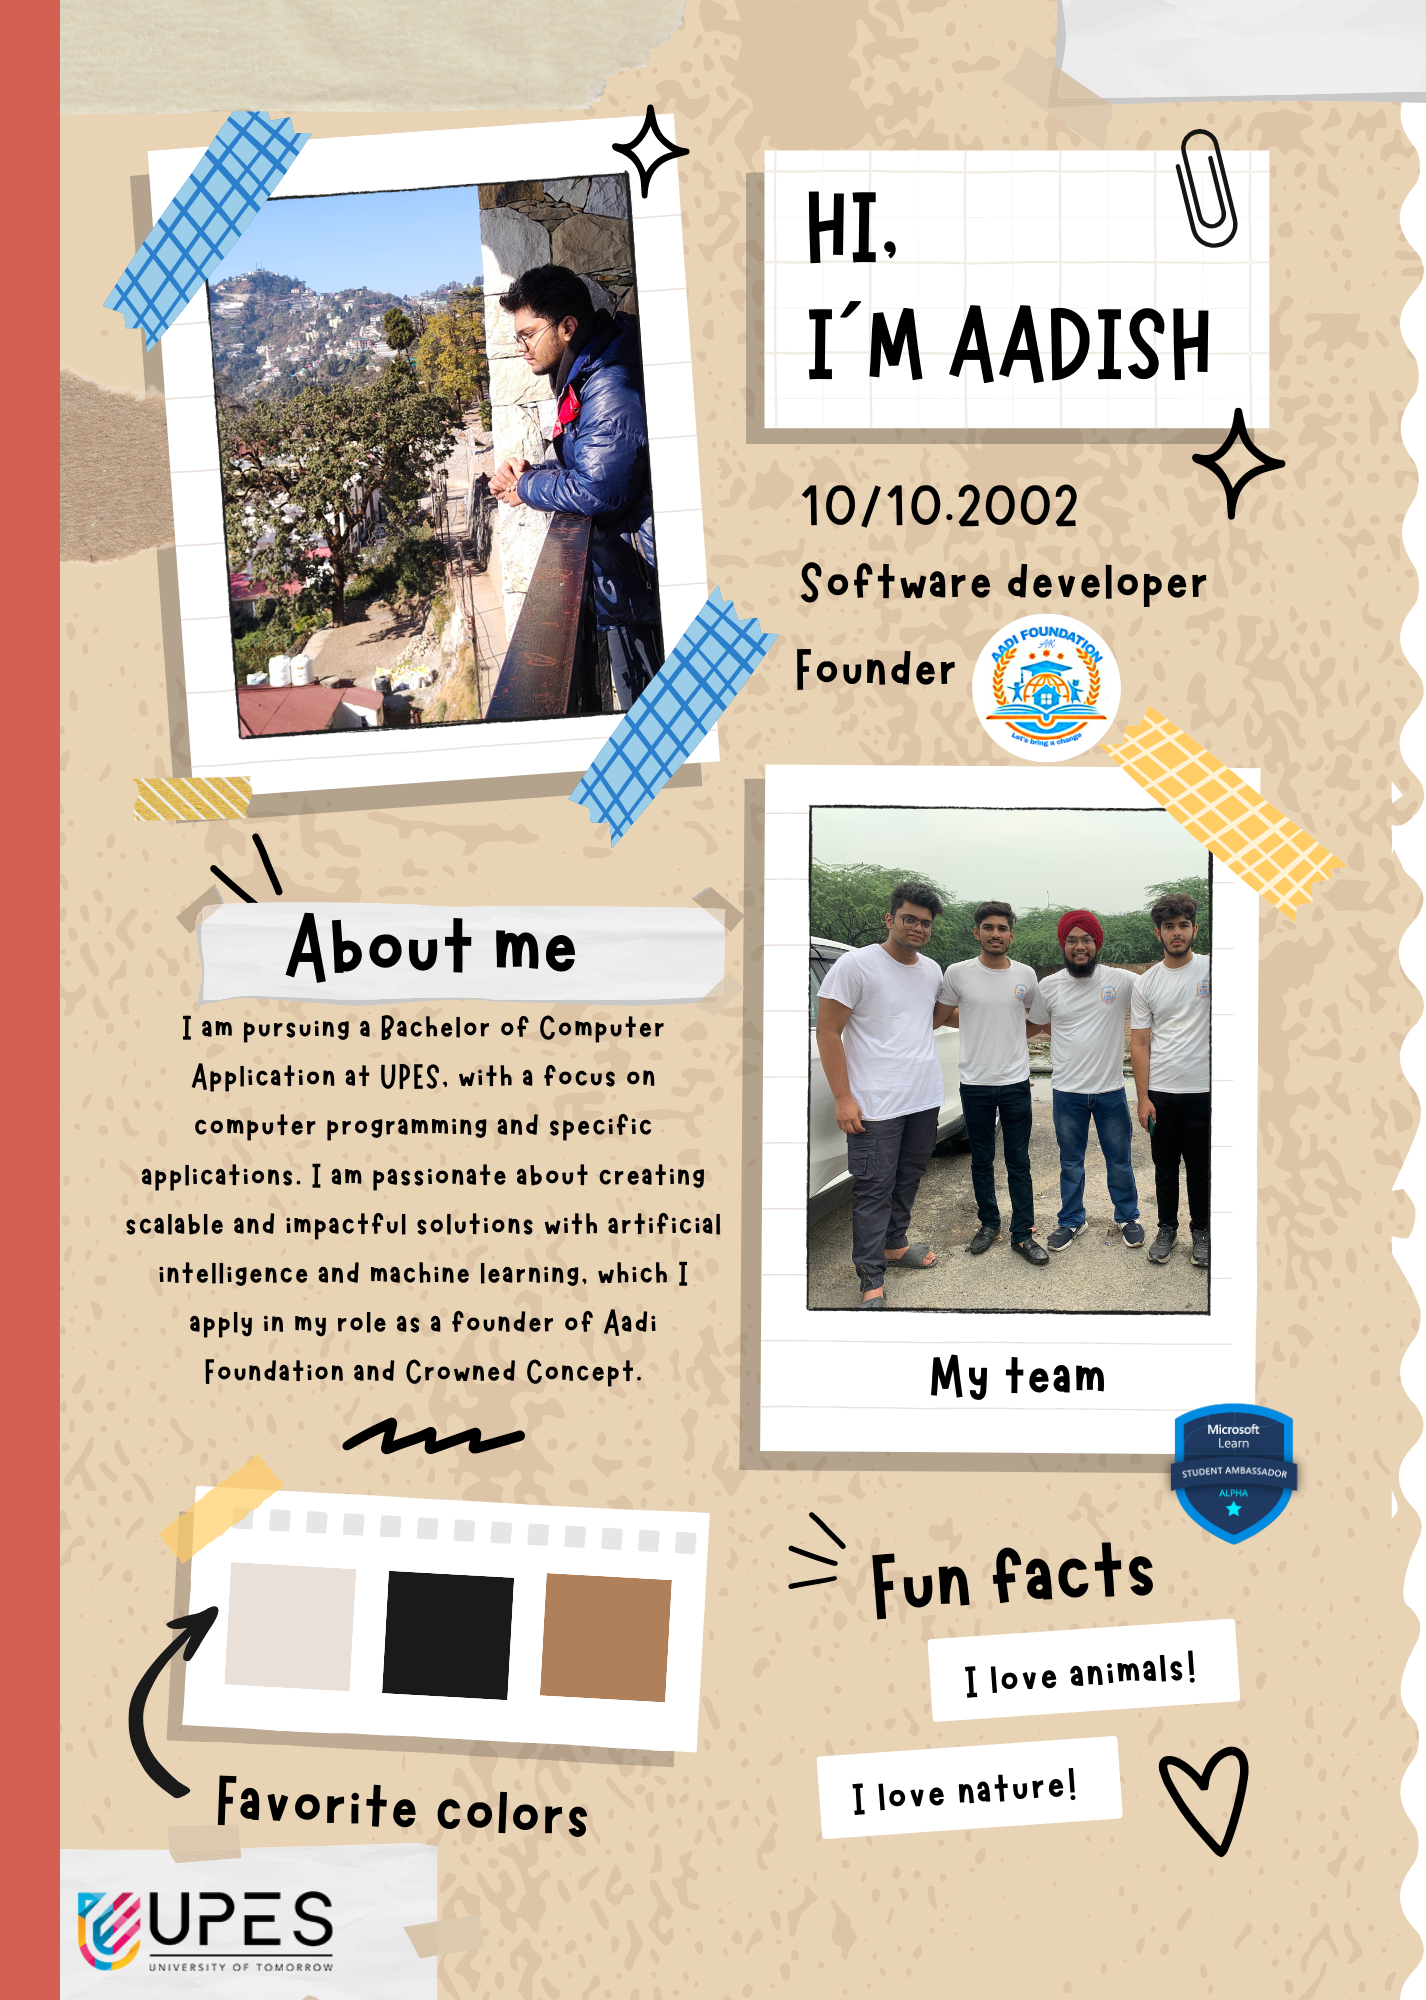 HI,
I´M AADISH
10/10.2002
Software developer
Founder
AADI FOUNDATION
AK
Let's bring a change
About me
I am pursuing a Bachelor of Computer
Application at UPES, with a focus on
computer programming and specific
applications. I am passionate about creating
scalable and impactful solutions with artificial
intelligence and machine learning, which I
apply in my role as a founder of Aadi
Foundation and Crowned Concept.
My team
Microsoft
Learn
STUDENT AMBASSADOR
ALPHA
Fun facts
I love animals!
I love nature!
Favorite colors
UPES
UNIVERSITY OF TOMORROW